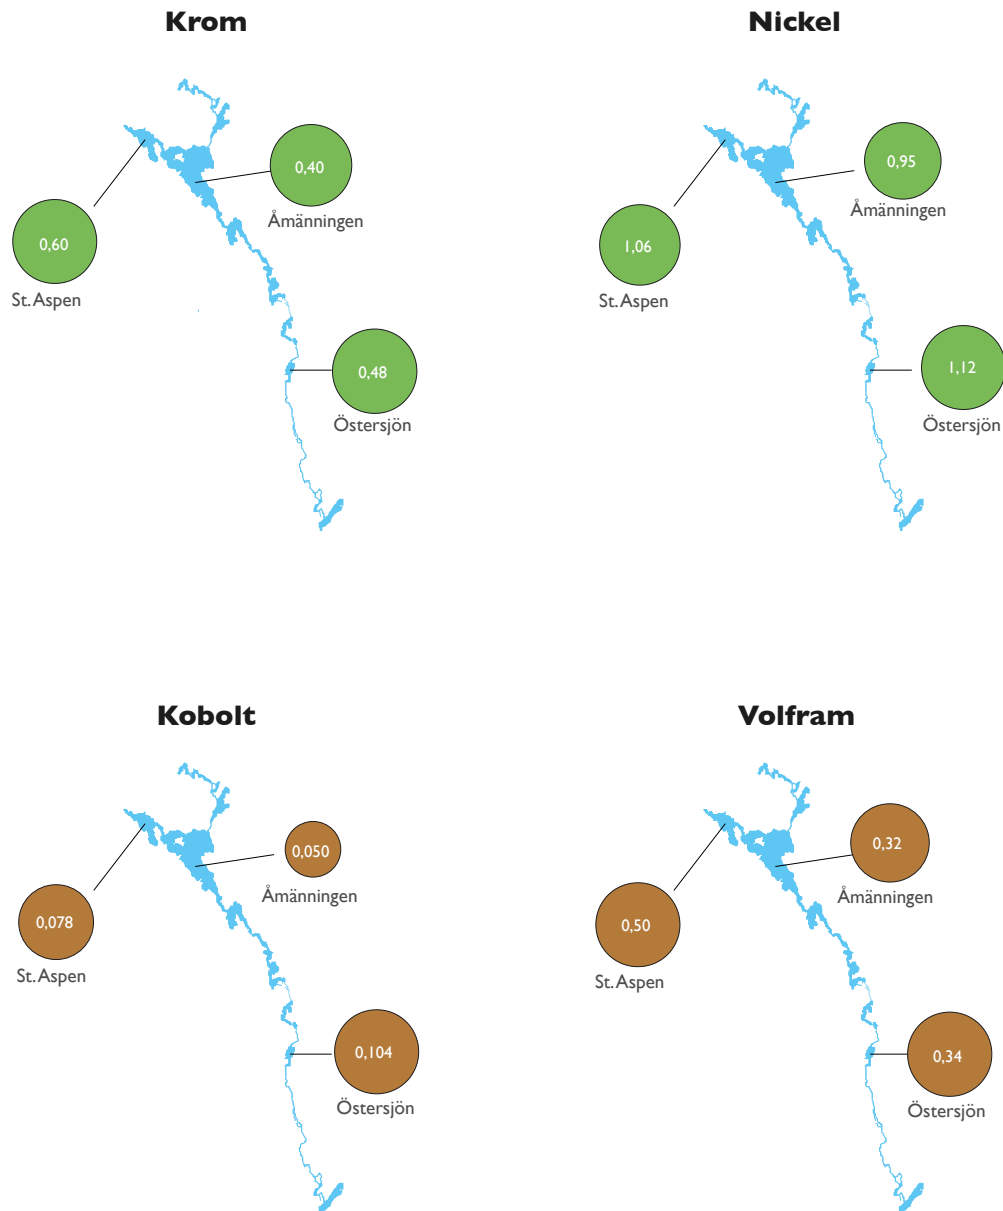 Krom
0,40
Åmänningen
0,60
St. Aspen
0,48
Östersjön
Nickel
0,95
Åmänningen
1,06
St. Aspen
1,12
Östersjön
Kobolt
0,050
Åmänningen
0,078
St. Aspen
0,104
Östersjön
Volfram
0,32
Åmänningen
0,50
St. Aspen
0,34
Östersjön